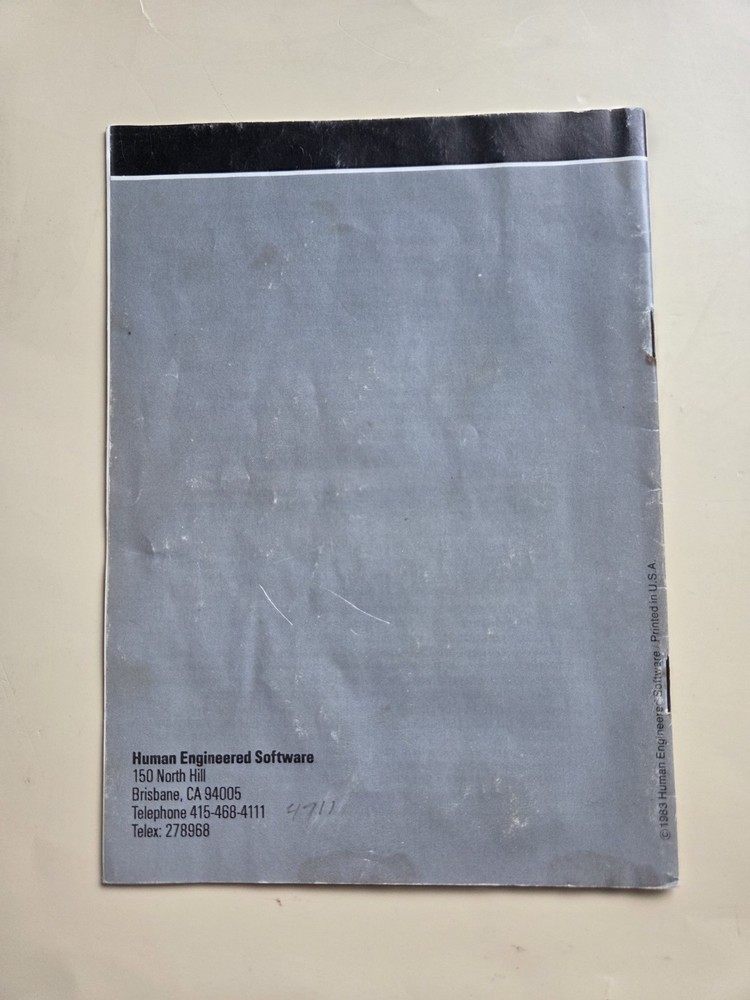 Human Engineered Software
150 North Hill
Brisbane, CA 94005
Telephone 415-468-4111 4711
Telex: 278968
© 1983 Human Engineered Software Printed in U.S.A.